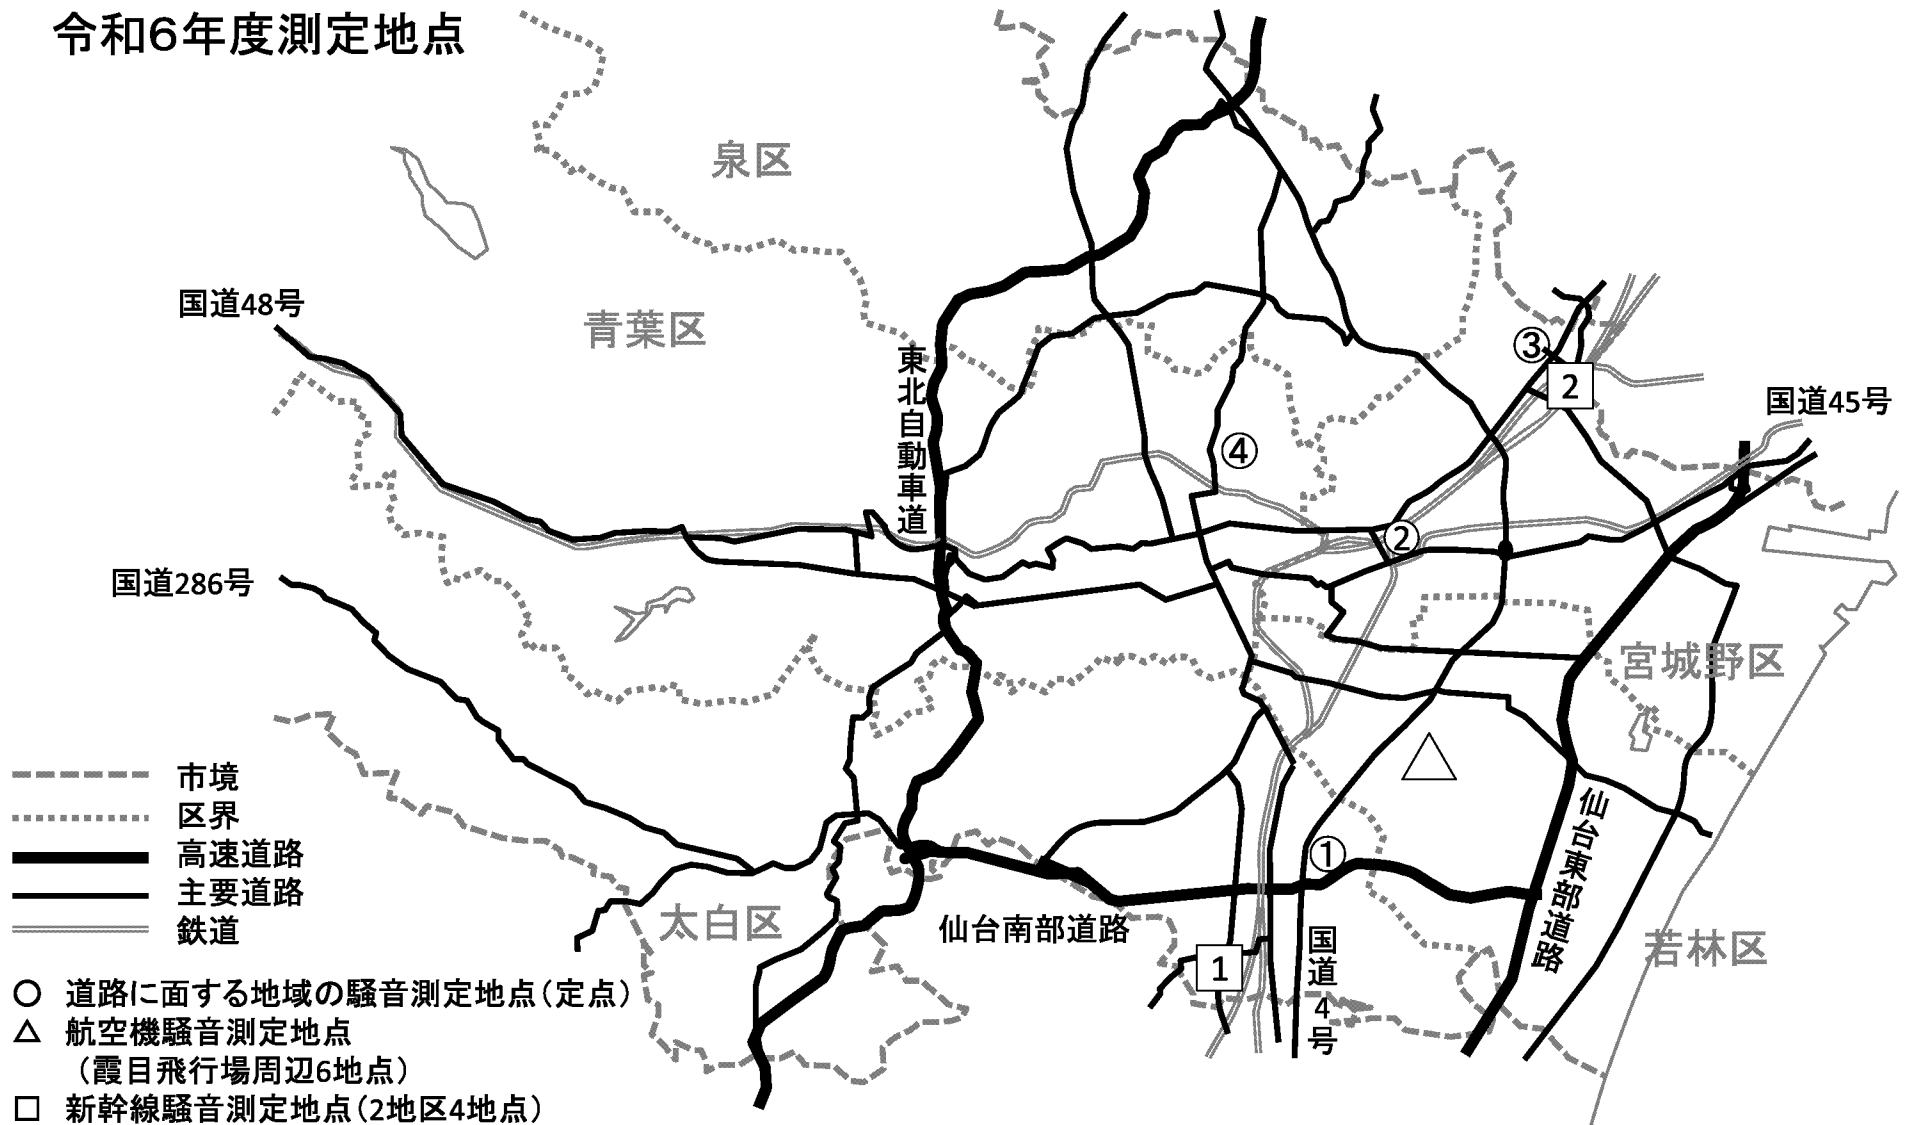 令和6年度測定地点
泉区
国道48号
青葉区
東北自動車道
③
2
国道45号
④
②
国道286号
宮城野区
市境
区界
高速道路
主要道路
鉄道
①
仙台東部道路
太白区
仙台南部道路
国道4号
若林区
1
道路に面する地域の騒音測定地点(定点)
航空機騒音測定地点
(霞目飛行場周辺6地点)
新幹線騒音測定地点(2地区4地点)